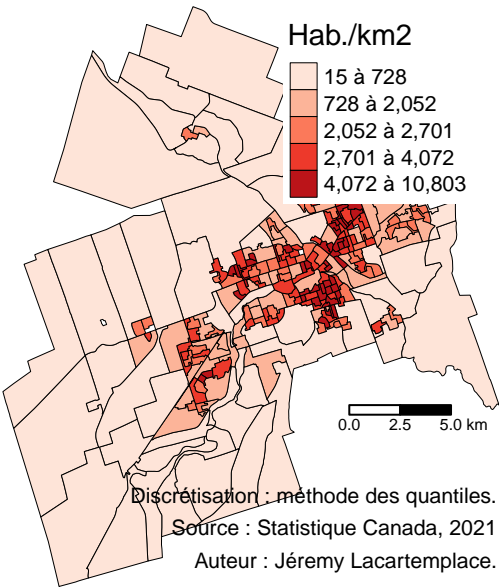 Hab./km2
15 à 728
728 à 2,052
2,052 à 2,701
2,701 à 4,072
4,072 à 10,803
0.0 2.5 5.0 km
Discrétisation : méthode des quantiles.
Source : Statistique Canada, 2021
Auteur : Jéremy Lacartemplace.